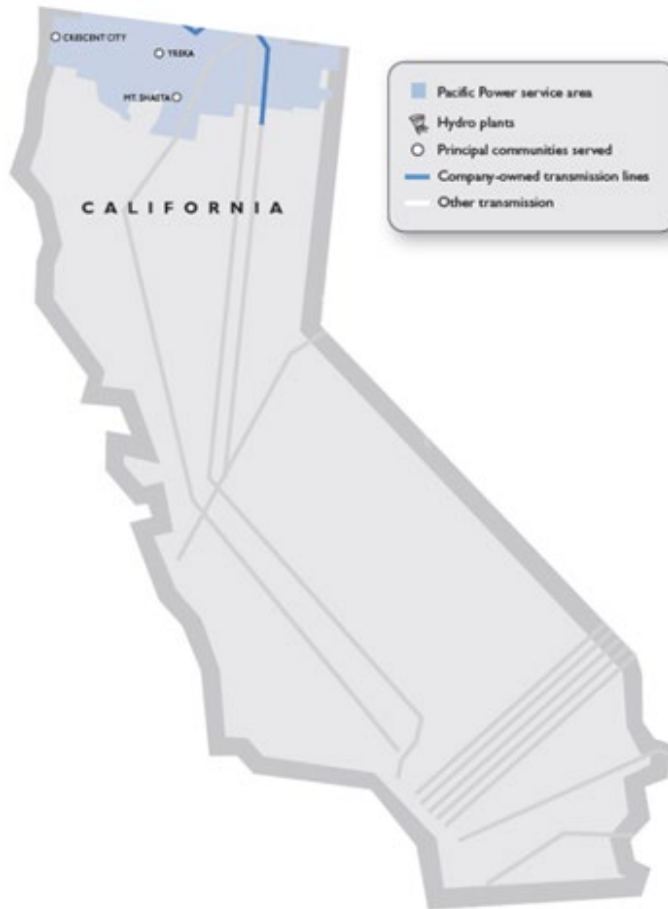 CRESCENT CITY
YREKA
MT. SHASTA
CALIFORNIA
Pacific Power service area
Hydro plants
Principal communities served
Company-owned transmission lines
Other transmission